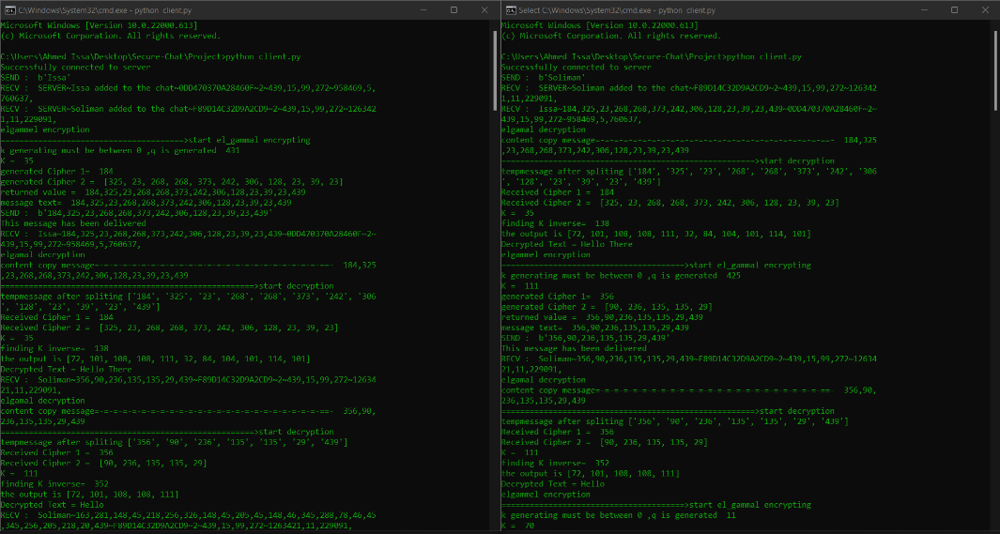 C:\Windows\System32\cmd.exe - python client.py
Microsoft Windows [Version 10.0.22000.613]
(c) Microsoft Corporation. All rights reserved.
C:\Users\Ahmed Issa\Desktop\Secure-Chat\Project>python client.py
Successfully connected to server
SEND :  b'Issa'
RECV :  SERVER~Issa added to the chat~0DD470370A28460F~2~439,15,99,272~958469,5,
760637,
RECV :  SERVER~Soliman added to the chat~F89D14C32D9A2CD9~2~439,15,99,272~126342
1,11,229091,
elgammel encryption
=======================================>start el_gammal encrypting
k generating must be between 0 ,q is generated  431
K =  35
generated Cipher 1=  184
generated Cipher 2 =  [325, 23, 268, 268, 373, 242, 306, 128, 23, 39, 23]
returned value =  184,325,23,268,268,373,242,306,128,23,39,23,439
message text=  184,325,23,268,268,373,242,306,128,23,39,23,439
SEND :  b'184,325,23,268,268,373,242,306,128,23,39,23,439'
This message has been delivered
RECV :  Issa~184,325,23,268,268,373,242,306,128,23,39,23,439~0DD470370A28460F~2~
439,15,99,272~958469,5,760637,
elgamal decryption
content copy message=-=-=-=-=-=-=-=-=-=-=-=-=-=-=-=-=-=-=-=-=-=-=-=-==-  184,325
,23,268,268,373,242,306,128,23,39,23,439
======================================================>start decryption
tempmessage after spliting ['184', '325', '23', '268', '268', '373', '242', '306
', '128', '23', '39', '23', '439']
Received Cipher 1 =  184
Received Cipher 2 =  [325, 23, 268, 268, 373, 242, 306, 128, 23, 39, 23]
K =  35
finding K inverse=  138
the output is [72, 101, 108, 108, 111, 32, 84, 104, 101, 114, 101]
Decrypted Text = Hello There
RECV :  Soliman~356,90,236,135,135,29,439~F89D14C32D9A2CD9~2~439,15,99,272~12634
21,11,229091,
elgamal decryption
content copy message=-=-=-=-=-=-=-=-=-=-=-=-=-=-=-=-=-=-=-=-=-=-=-=-==-  356,90,
236,135,135,29,439
======================================================>start decryption
tempmessage after spliting ['356', '90', '236', '135', '135', '29', '439']
Received Cipher 1 =  356
Received Cipher 2 =  [90, 236, 135, 135, 29]
K =  111
finding K inverse=  352
the output is [72, 101, 108, 108, 111]
Decrypted Text = Hello
RECV :  Soliman~163,281,148,45,218,256,326,148,45,205,45,148,46,345,288,78,46,45
,345,256,205,218,20,439~F89D14C32D9A2CD9~2~439,15,99,272~1263421,11,229091,
Select C:\Windows\System32\cmd.exe - python client.py
Microsoft Windows [Version 10.0.22000.613]
(c) Microsoft Corporation. All rights reserved.
C:\Users\Ahmed Issa\Desktop\Secure-Chat\Project>python client.py
Successfully connected to server
SEND :  b'Soliman'
RECV :  SERVER~Soliman added to the chat~F89D14C32D9A2CD9~2~439,15,99,272~126342
1,11,229091,
RECV :  Issa~184,325,23,268,268,373,242,306,128,23,39,23,439~0DD470370A28460F~2~
439,15,99,272~958469,5,760637,
elgamal decryption
content copy message=-=-=-=-=-=-=-=-=-=-=-=-=-=-=-=-=-=-=-=-=-=-=-=-==-  184,325
,23,268,268,373,242,306,128,23,39,23,439
======================================================>start decryption
tempmessage after spliting ['184', '325', '23', '268', '268', '373', '242', '306
', '128', '23', '39', '23', '439']
Received Cipher 1 =  184
Received Cipher 2 =  [325, 23, 268, 268, 373, 242, 306, 128, 23, 39, 23]
K =  35
finding K inverse=  138
the output is [72, 101, 108, 108, 111, 32, 84, 104, 101, 114, 101]
Decrypted Text = Hello There
elgammel encryption
=======================================>start el_gammal encrypting
k generating must be between 0 ,q is generated  425
K =  111
generated Cipher 1=  356
generated Cipher 2 =  [90, 236, 135, 135, 29]
returned value =  356,90,236,135,135,29,439
message text=  356,90,236,135,135,29,439
SEND :  b'356,90,236,135,135,29,439'
This message has been delivered
RECV :  Soliman~356,90,236,135,135,29,439~F89D14C32D9A2CD9~2~439,15,99,272~12634
21,11,229091,
elgamal decryption
content copy message=-=-=-=-=-=-=-=-=-=-=-=-=-=-=-=-=-=-=-=-=-=-=-=-==-  356,90,
236,135,135,29,439
======================================================>start decryption
tempmessage after spliting ['356', '90', '236', '135', '135', '29', '439']
Received Cipher 1 =  356
Received Cipher 2 =  [90, 236, 135, 135, 29]
K =  111
finding K inverse=  352
the output is [72, 101, 108, 108, 111]
Decrypted Text = Hello
elgammel encryption
=======================================>start el_gammal encrypting
k generating must be between 0 ,q is generated  11
K =  70